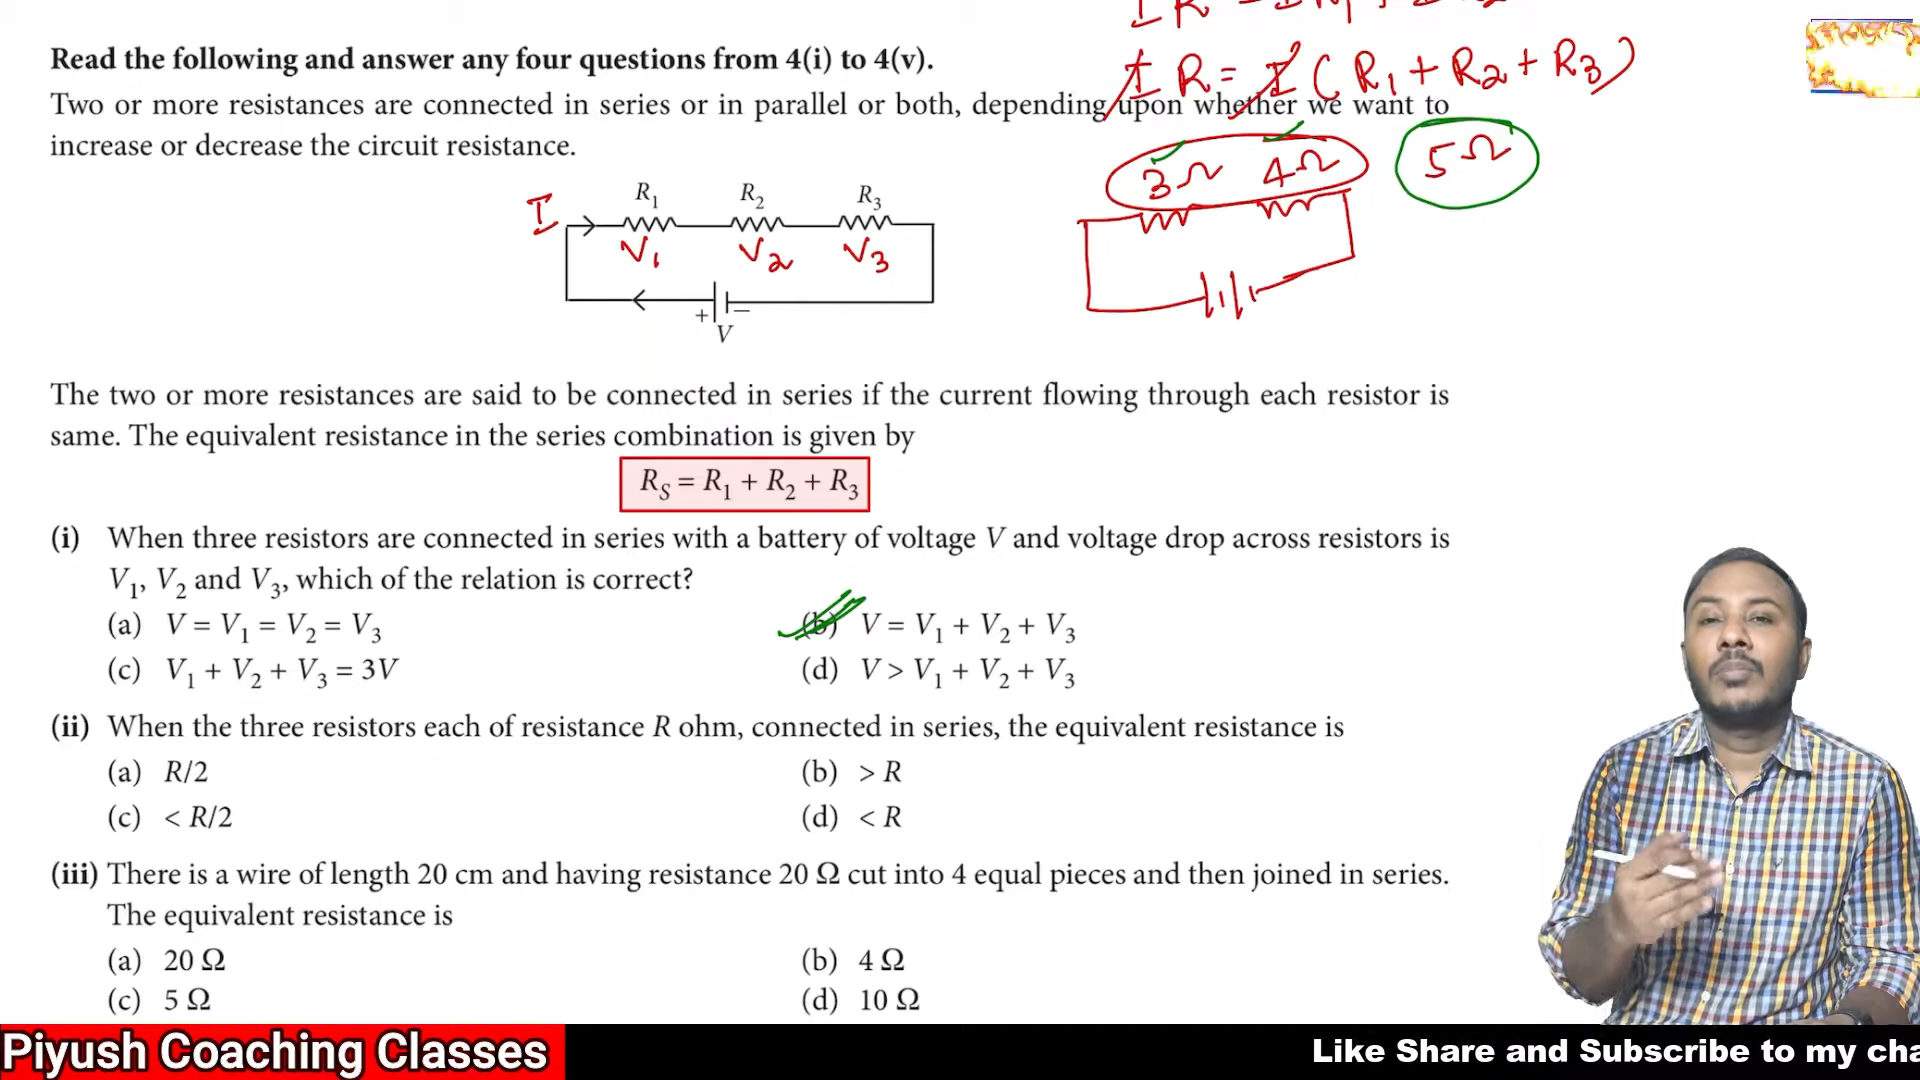 I R = I (R1 + R2 + R3)
Read the following and answer any four questions from 4(i) to 4(v).
Two or more resistances are connected in series or in parallel or both, depending upon whether we want to
increase or decrease the circuit resistance.
3Ω 4Ω 5Ω
R1 R2 R3
I
V1 V2 V3
+ −
V
The two or more resistances are said to be connected in series if the current flowing through each resistor is
same. The equivalent resistance in the series combination is given by
RS = R1 + R2 + R3
(i) When three resistors are connected in series with a battery of voltage V and voltage drop across resistors is
V1, V2 and V3, which of the relation is correct?
(a) V = V1 = V2 = V3 (b) V = V1 + V2 + V3
(c) V1 + V2 + V3 = 3V (d) V > V1 + V2 + V3
(ii) When the three resistors each of resistance R ohm, connected in series, the equivalent resistance is
(a) R/2 (b) > R
(c) < R/2 (d) < R
(iii) There is a wire of length 20 cm and having resistance 20 Ω cut into 4 equal pieces and then joined in series.
The equivalent resistance is
(a) 20 Ω (b) 4 Ω
(c) 5 Ω (d) 10 Ω
Piyush Coaching Classes Like Share and Subscribe to my cha